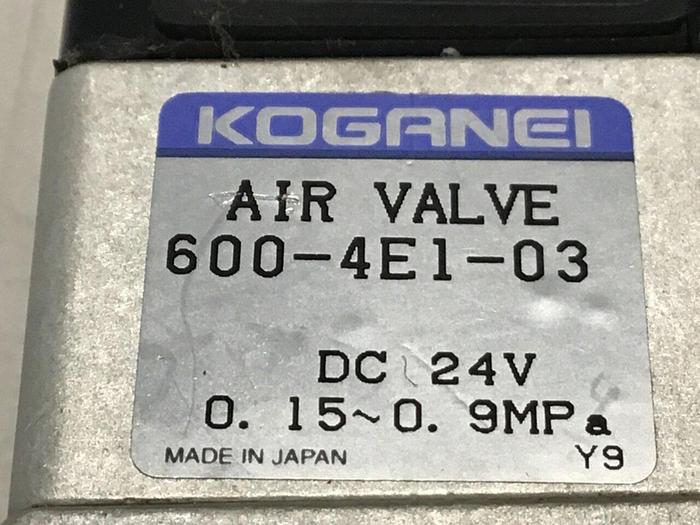 KOGANEI
AIR VALVE
600-4E1-03
DC 24V
0.15~0.9MPa
MADE IN JAPAN Y9